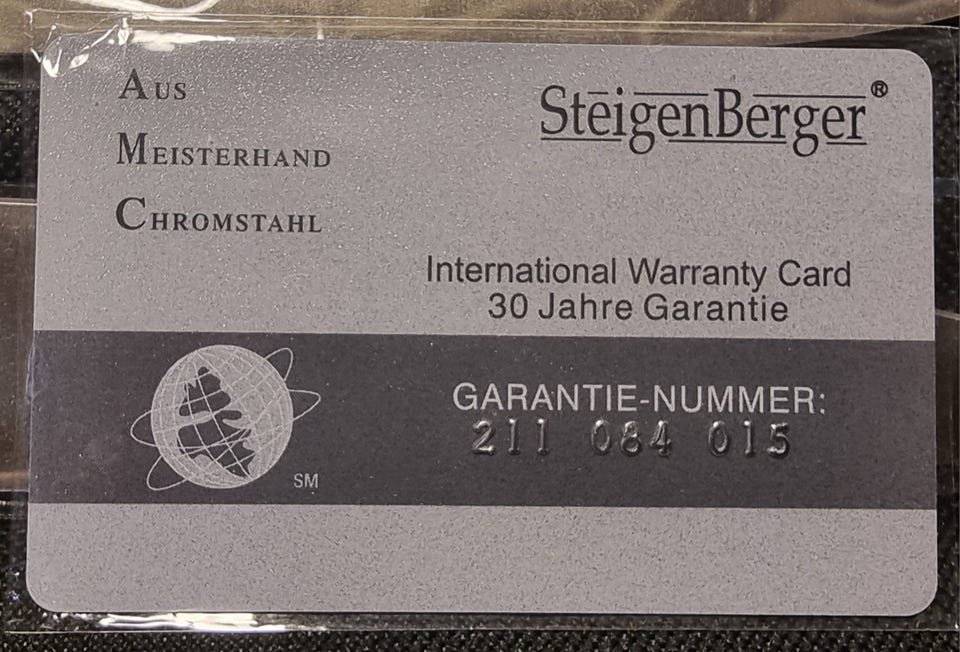 Aus
Meisterhand
Chromstahl
SteigenBerger®
International Warranty Card
30 Jahre Garantie
GARANTIE-NUMMER:
211 084 015
SM